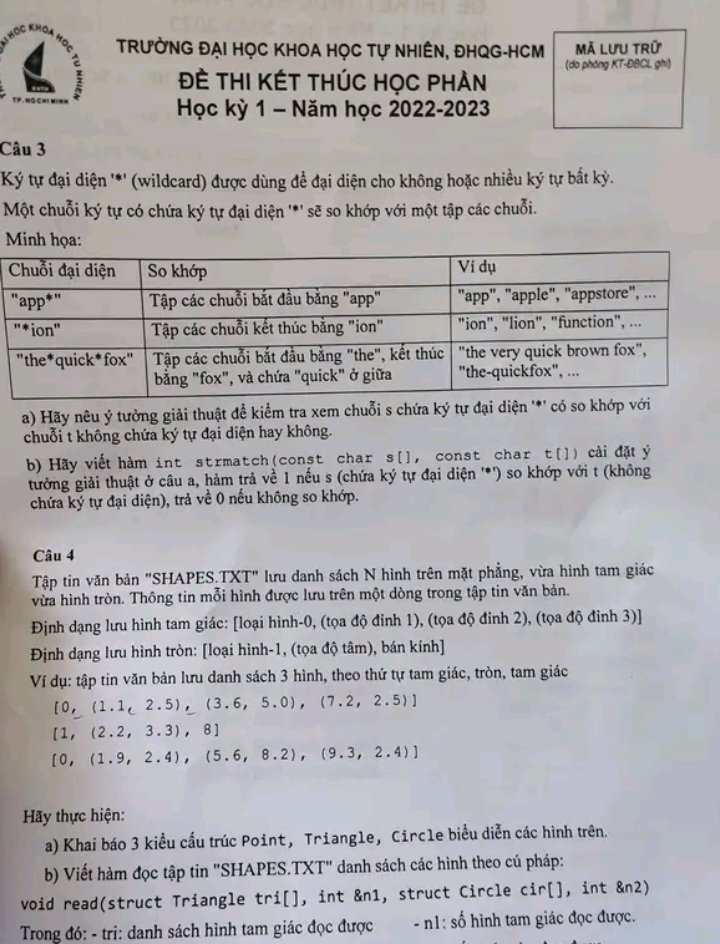 TRƯỜNG ĐẠI HỌC KHOA HỌC TỰ NHIÊN, ĐHQG-HCM
ĐỀ THI KẾT THÚC HỌC PHẦN
Học kỳ 1 – Năm học 2022-2023
MÃ LƯU TRỮ
(do phòng KT-ĐBCL ghi)
TP. HO CHI MINH
Câu 3
Ký tự đại diện '*' (wildcard) được dùng để đại diện cho không hoặc nhiều ký tự bất kỳ.
Một chuỗi ký tự có chứa ký tự đại diện '*' sẽ so khớp với một tập các chuỗi.
Minh họa:
Chuỗi đại diện So khớp Ví dụ
"app*" Tập các chuỗi bắt đầu bằng "app" "app", "apple", "appstore", ...
"*ion" Tập các chuỗi kết thúc bằng "ion" "ion", "lion", "function", ...
"the*quick*fox" Tập các chuỗi bắt đầu bằng "the", kết thúc "the very quick brown fox",
bằng "fox", và chứa "quick" ở giữa "the-quickfox", ...
a) Hãy nêu ý tưởng giải thuật để kiểm tra xem chuỗi s chứa ký tự đại diện '*' có so khớp với
chuỗi t không chứa ký tự đại diện hay không.
b) Hãy viết hàm int strmatch(const char s[], const char t[]) cài đặt ý
tưởng giải thuật ở câu a, hàm trả về 1 nếu s (chứa ký tự đại diện '*') so khớp với t (không
chứa ký tự đại diện), trả về 0 nếu không so khớp.
Câu 4
Tập tin văn bản "SHAPES.TXT" lưu danh sách N hình trên mặt phẳng, vừa hình tam giác
vừa hình tròn. Thông tin mỗi hình được lưu trên một dòng trong tập tin văn bản.
Định dạng lưu hình tam giác: [loại hình-0, (tọa độ đỉnh 1), (tọa độ đỉnh 2), (tọa độ đỉnh 3)]
Định dạng lưu hình tròn: [loại hình-1, (tọa độ tâm), bán kính]
Ví dụ: tập tin văn bản lưu danh sách 3 hình, theo thứ tự tam giác, tròn, tam giác
[0, (1.1, 2.5), (3.6, 5.0), (7.2, 2.5)]
[1, (2.2, 3.3), 8]
[0, (1.9, 2.4), (5.6, 8.2), (9.3, 2.4)]
Hãy thực hiện:
a) Khai báo 3 kiểu cấu trúc Point, Triangle, Circle biểu diễn các hình trên.
b) Viết hàm đọc tập tin "SHAPES.TXT" danh sách các hình theo cú pháp:
void read(struct Triangle tri[], int &n1, struct Circle cir[], int &n2)
Trong đó: - tri: danh sách hình tam giác đọc được - n1: số hình tam giác đọc được.